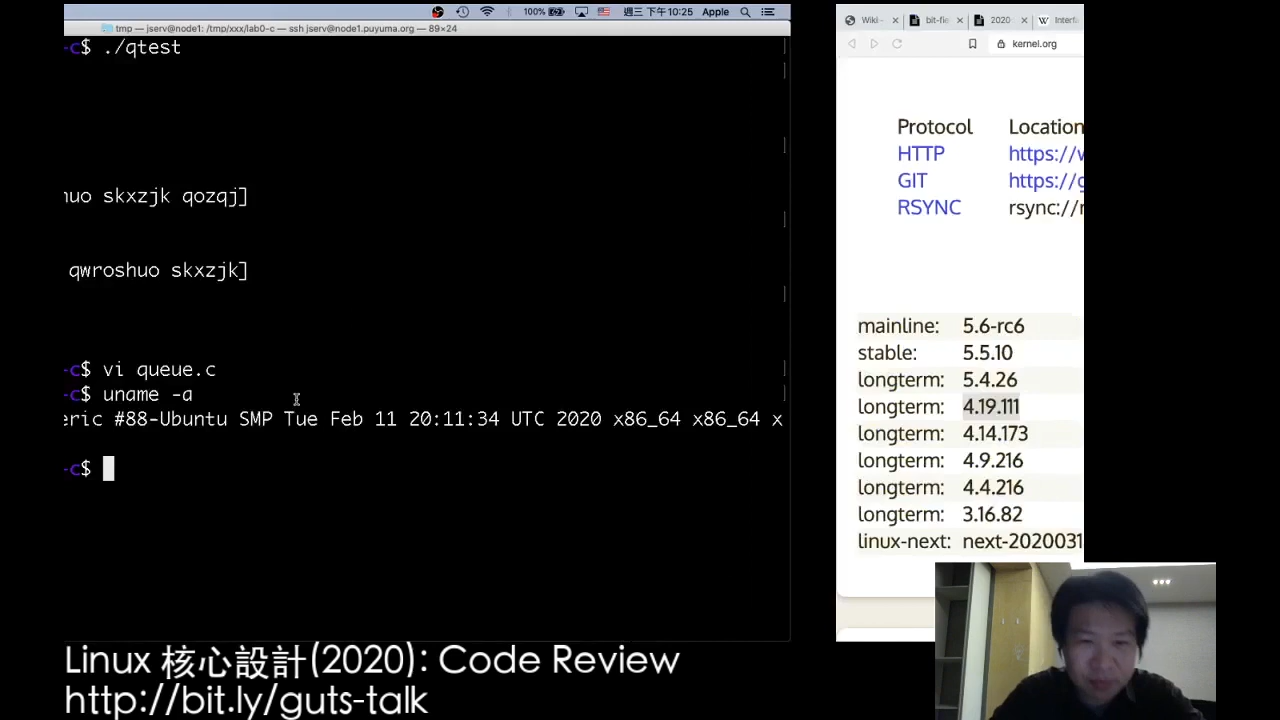 100% 週三 下午10:25 Apple
tmp — jserv@node1: /tmp/xxx/lab0-c — ssh jserv@node1.puyuma.org — 89×24
-c$ ./qtest
huo skxzjk qozqj]
qwroshuo skxzjk]
-c$ vi queue.c
-c$ uname -a
eric #88-Ubuntu SMP Tue Feb 11 20:11:34 UTC 2020 x86_64 x86_64 x
-c$
Wiki - bit-fie 2020 Interfa
kernel.org
Protocol Location
HTTP https://w
GIT https://g
RSYNC rsync://r
mainline: 5.6-rc6
stable: 5.5.10
longterm: 5.4.26
longterm: 4.19.111
longterm: 4.14.173
longterm: 4.9.216
longterm: 4.4.216
longterm: 3.16.82
linux-next: next-2020031
Linux 核心設計(2020): Code Review
http://bit.ly/guts-talk